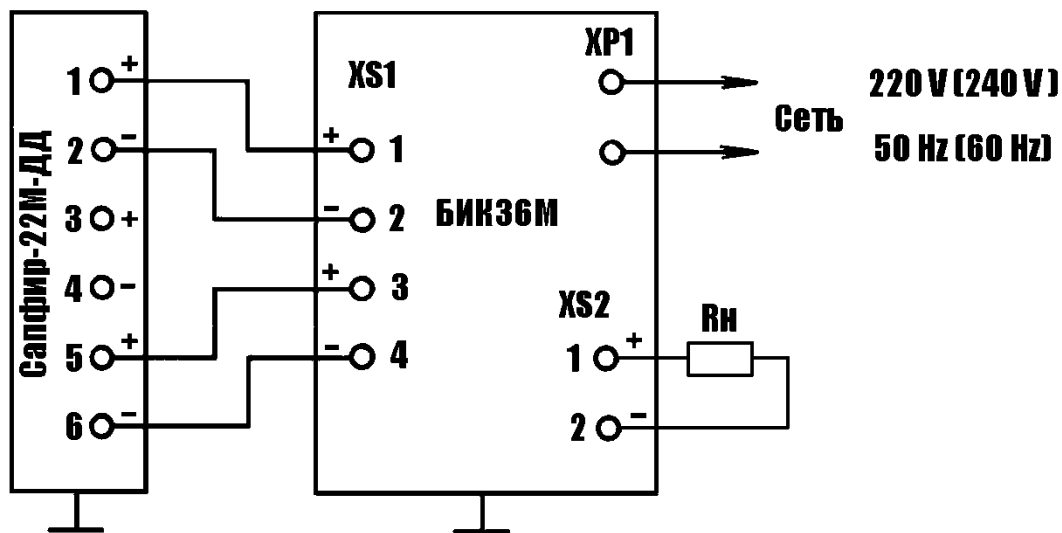 Сапфир-22М-ДД
1 +
2 -
3 +
4 -
5 +
6 -
XS1
+ 1
- 2
+ 3
- 4
БИК36М
XP1
Сеть
220 V (240 V)
50 Hz (60 Hz)
XS2
1 +
2 -
Rн